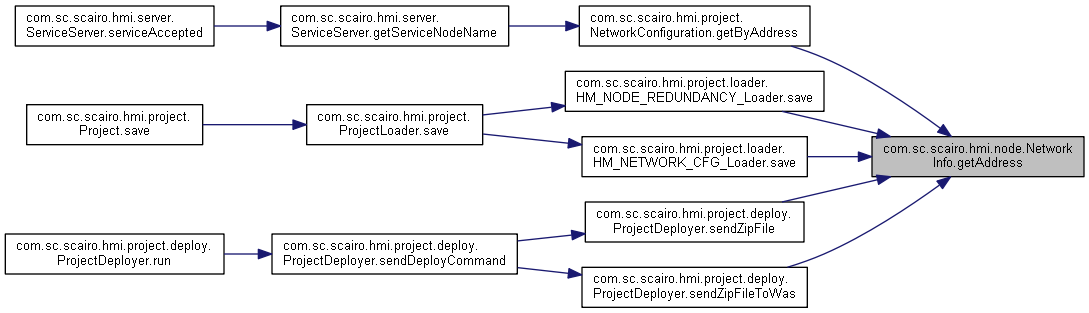 com.sc.scairo.hmi.server.
ServiceServer.serviceAccepted
com.sc.scairo.hmi.server.
ServiceServer.getServiceNodeName
com.sc.scairo.hmi.project.
NetworkConfiguration.getByAddress
com.sc.scairo.hmi.project.loader.
HM_NODE_REDUNDANCY_Loader.save
com.sc.scairo.hmi.project.
Project.save
com.sc.scairo.hmi.project.
ProjectLoader.save
com.sc.scairo.hmi.project.loader.
HM_NETWORK_CFG_Loader.save
com.sc.scairo.hmi.node.Network
Info.getAddress
com.sc.scairo.hmi.project.deploy.
ProjectDeployer.sendZipFile
com.sc.scairo.hmi.project.deploy.
ProjectDeployer.run
com.sc.scairo.hmi.project.deploy.
ProjectDeployer.sendDeployCommand
com.sc.scairo.hmi.project.deploy.
ProjectDeployer.sendZipFileToWas